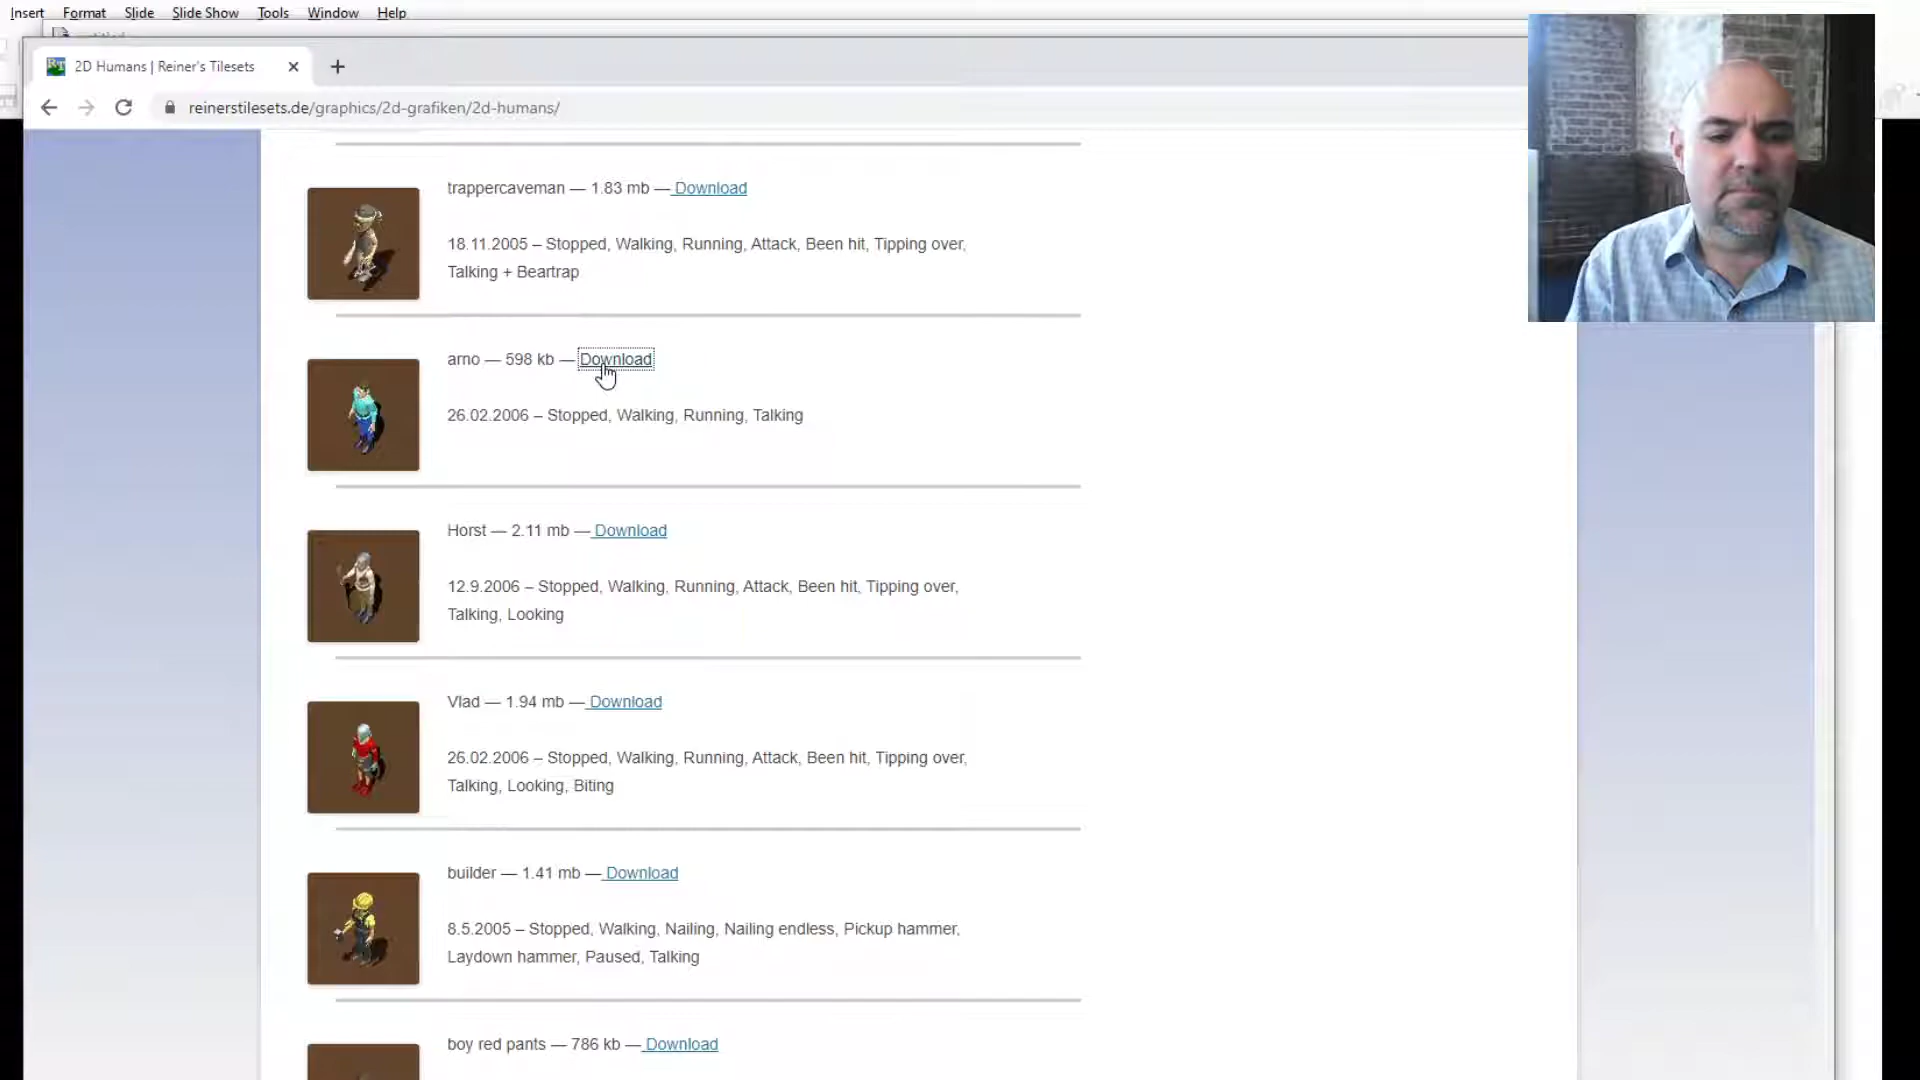 Insert Format Slide Slide Show Tools Window Help
2D Humans | Reiner's Tilesets
reinerstilesets.de/graphics/2d-grafiken/2d-humans/
trappercaveman — 1.83 mb — Download
18.11.2005 – Stopped, Walking, Running, Attack, Been hit, Tipping over,
Talking + Beartrap
arno — 598 kb — Download
26.02.2006 – Stopped, Walking, Running, Talking
Horst — 2.11 mb — Download
12.9.2006 – Stopped, Walking, Running, Attack, Been hit, Tipping over,
Talking, Looking
Vlad — 1.94 mb — Download
26.02.2006 – Stopped, Walking, Running, Attack, Been hit, Tipping over,
Talking, Looking, Biting
builder — 1.41 mb — Download
8.5.2005 – Stopped, Walking, Nailing, Nailing endless, Pickup hammer,
Laydown hammer, Paused, Talking
boy red pants — 786 kb — Download